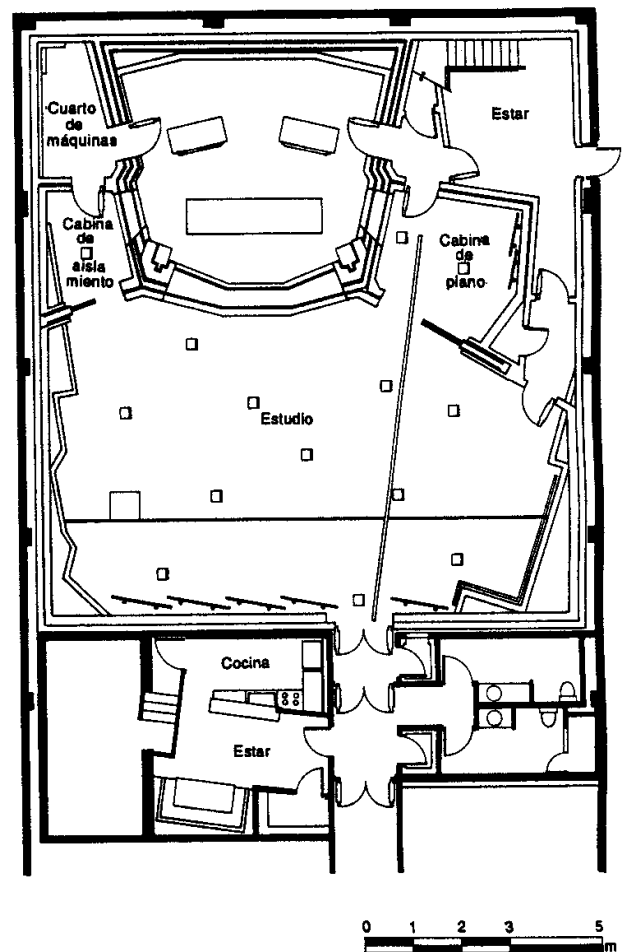 Cuarto
de
máquinas
Estar
Cabina
de
aisla
miento
Cabina
de
piano
Estudio
Cocina
Estar
0 1 2 3 5
m